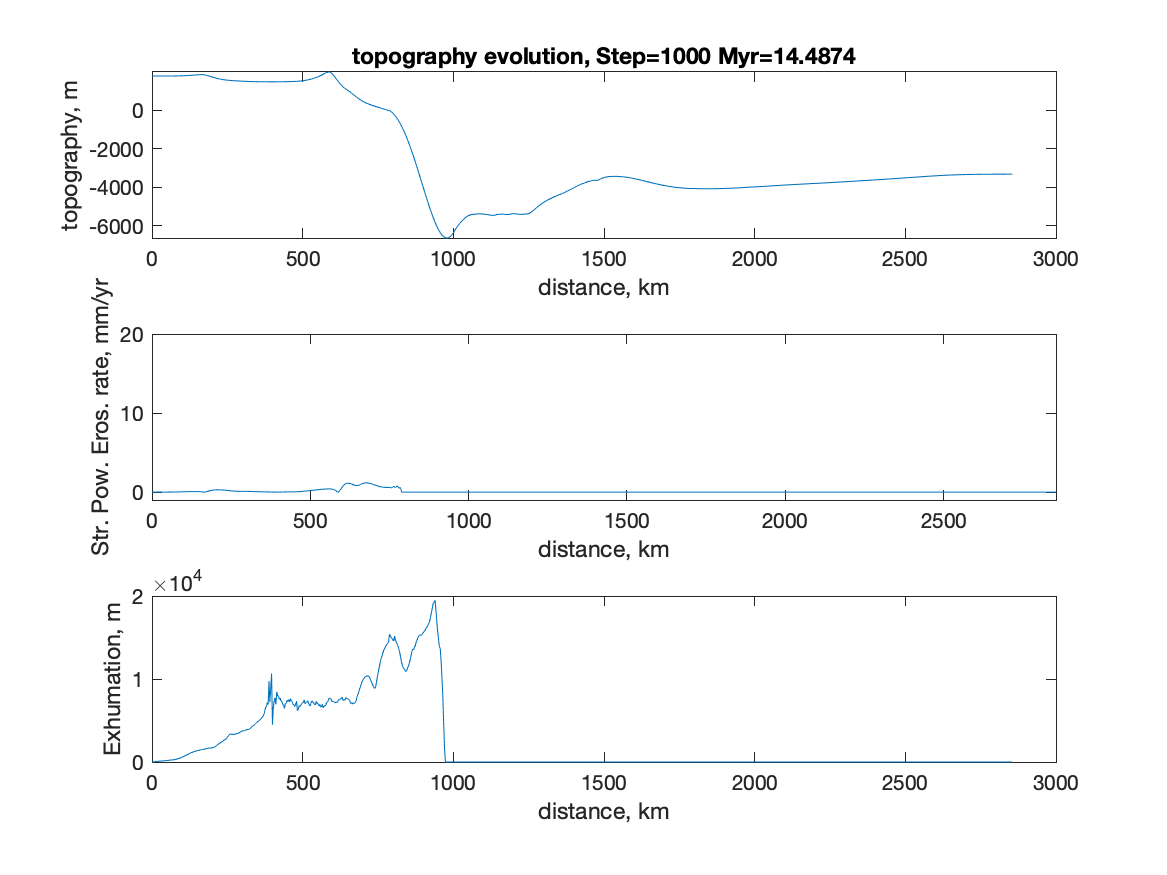 topography evolution, Step=1000 Myr=14.4874
topography, m
0
-2000
-4000
-6000
0 500 1000 1500 2000 2500 3000
distance, km
Str. Pow. Eros. rate, mm/yr
20
10
0
0 500 1000 1500 2000 2500
distance, km
×10^4
Exhumation, m
2
1
0
0 500 1000 1500 2000 2500 3000
distance, km